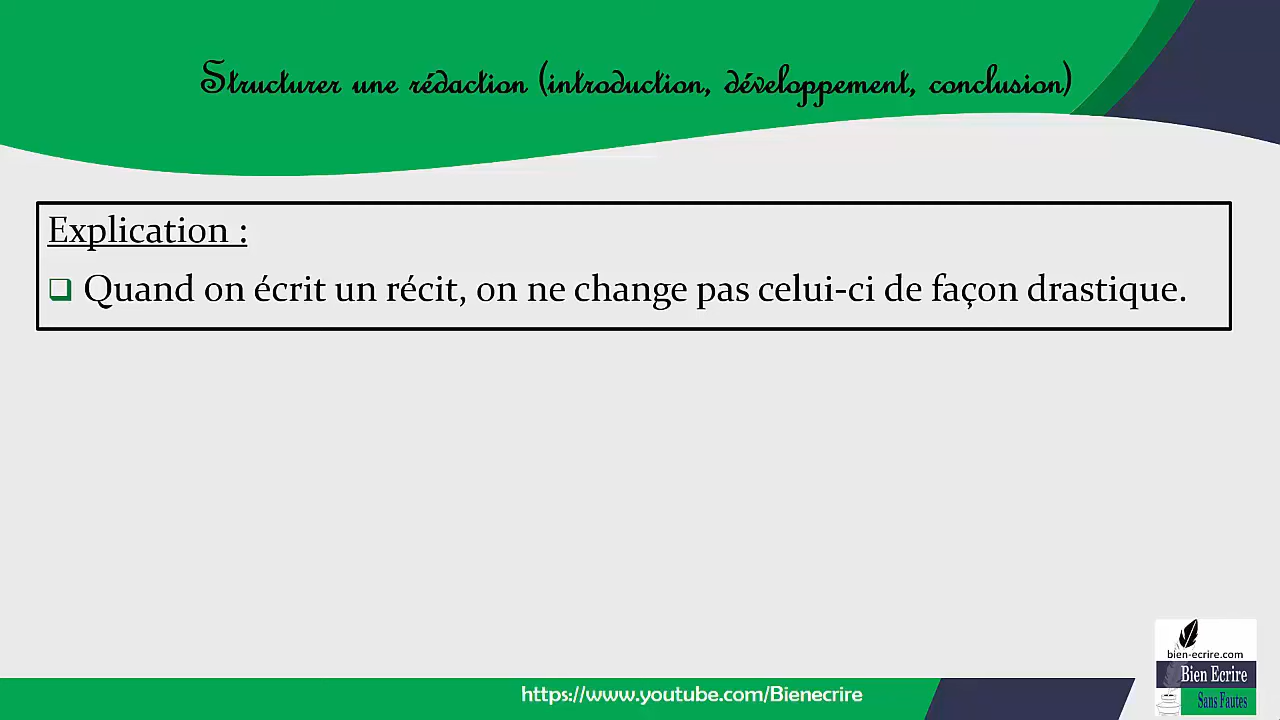 Structurer une rédaction (introduction, développement, conclusion)
Explication :
Quand on écrit un récit, on ne change pas celui-ci de façon drastique.
bien-ecrire.com
Bien Ecrire
Sans Fautes
https://www.youtube.com/Bienecrire